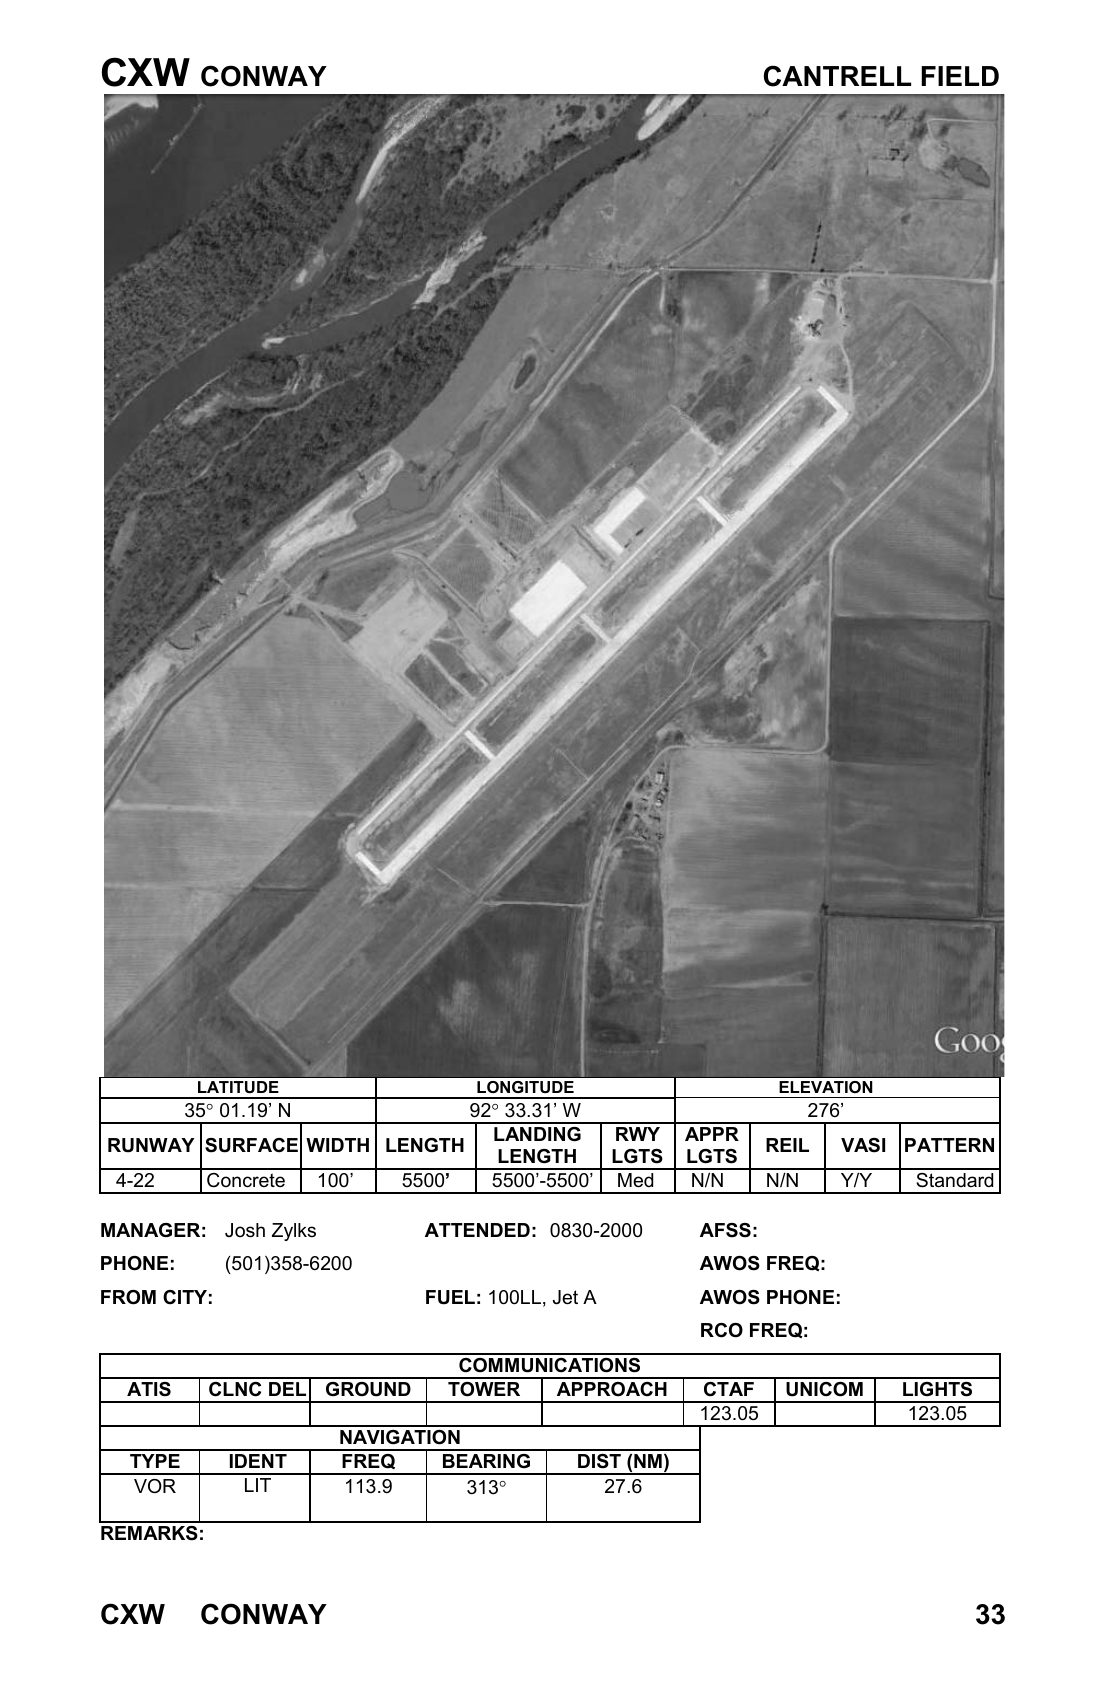 CXW CONWAY CANTRELL FIELD
Goo
LATITUDE LONGITUDE ELEVATION
35° 01.19’ N 92° 33.31’ W 276’
RUNWAY SURFACE WIDTH LENGTH LANDING LENGTH RWY LGTS APPR LGTS REIL VASI PATTERN
4-22 Concrete 100’ 5500’ 5500’-5500’ Med N/N N/N Y/Y Standard
MANAGER: Josh Zylks ATTENDED: 0830-2000 AFSS:
PHONE: (501)358-6200 AWOS FREQ:
FROM CITY: FUEL: 100LL, Jet A AWOS PHONE:
RCO FREQ:
COMMUNICATIONS
ATIS CLNC DEL GROUND TOWER APPROACH CTAF UNICOM LIGHTS
123.05 123.05
NAVIGATION
TYPE IDENT FREQ BEARING DIST (NM)
VOR LIT 113.9 313° 27.6
REMARKS:
CXW CONWAY 33